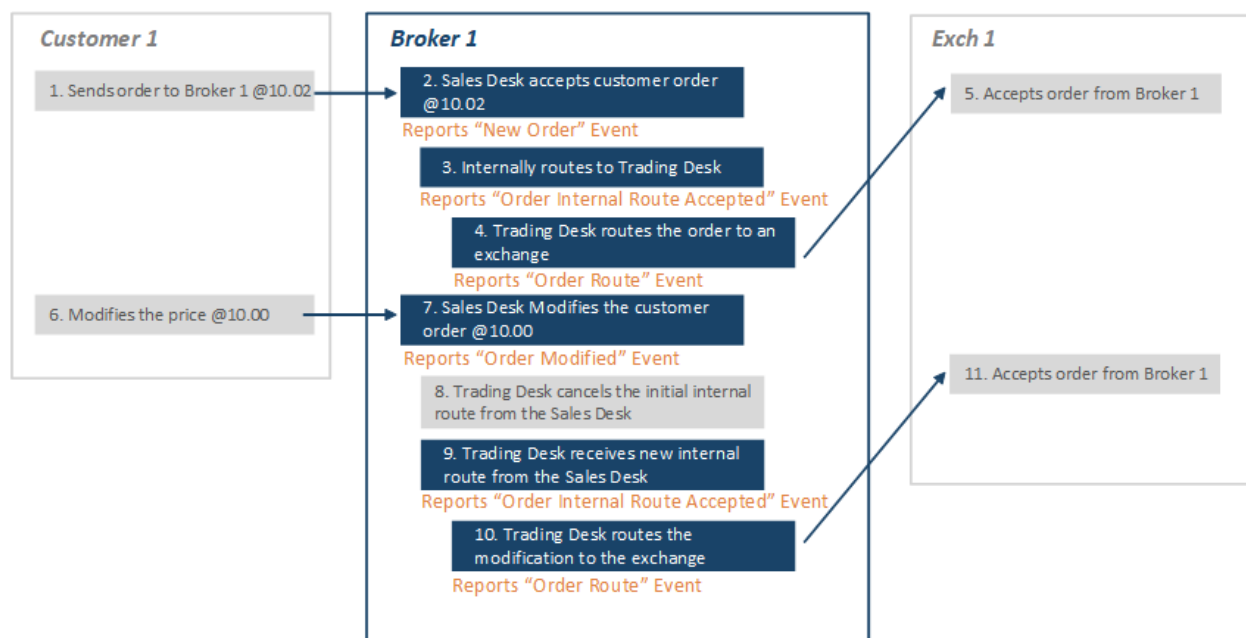 Customer 1
1. Sends order to Broker 1 @10.02
6. Modifies the price @10.00
Broker 1
2. Sales Desk accepts customer order
@10.02
Reports “New Order” Event
3. Internally routes to Trading Desk
Reports “Order Internal Route Accepted” Event
4. Trading Desk routes the order to an
exchange
Reports “Order Route” Event
7. Sales Desk Modifies the customer
order @10.00
Reports “Order Modified” Event
8. Trading Desk cancels the initial internal
route from the Sales Desk
9. Trading Desk receives new internal
route from the Sales Desk
Reports “Order Internal Route Accepted” Event
10. Trading Desk routes the
modification to the exchange
Reports “Order Route” Event
Exch 1
5. Accepts order from Broker 1
11. Accepts order from Broker 1